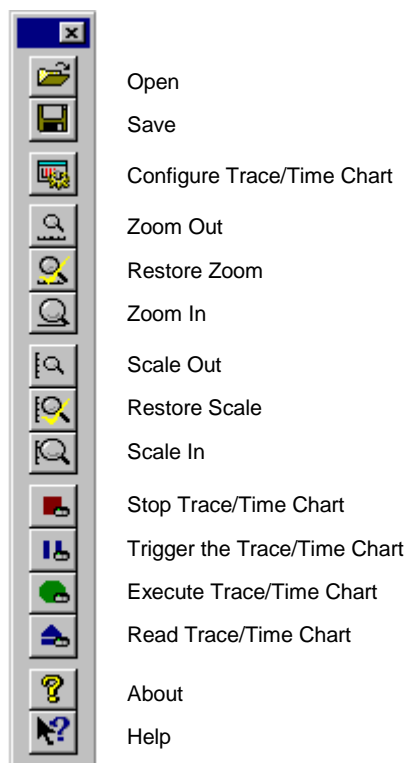 Open
Save
Configure Trace/Time Chart
Zoom Out
Restore Zoom
Zoom In
Scale Out
Restore Scale
Scale In
Stop Trace/Time Chart
Trigger the Trace/Time Chart
Execute Trace/Time Chart
Read Trace/Time Chart
About
Help